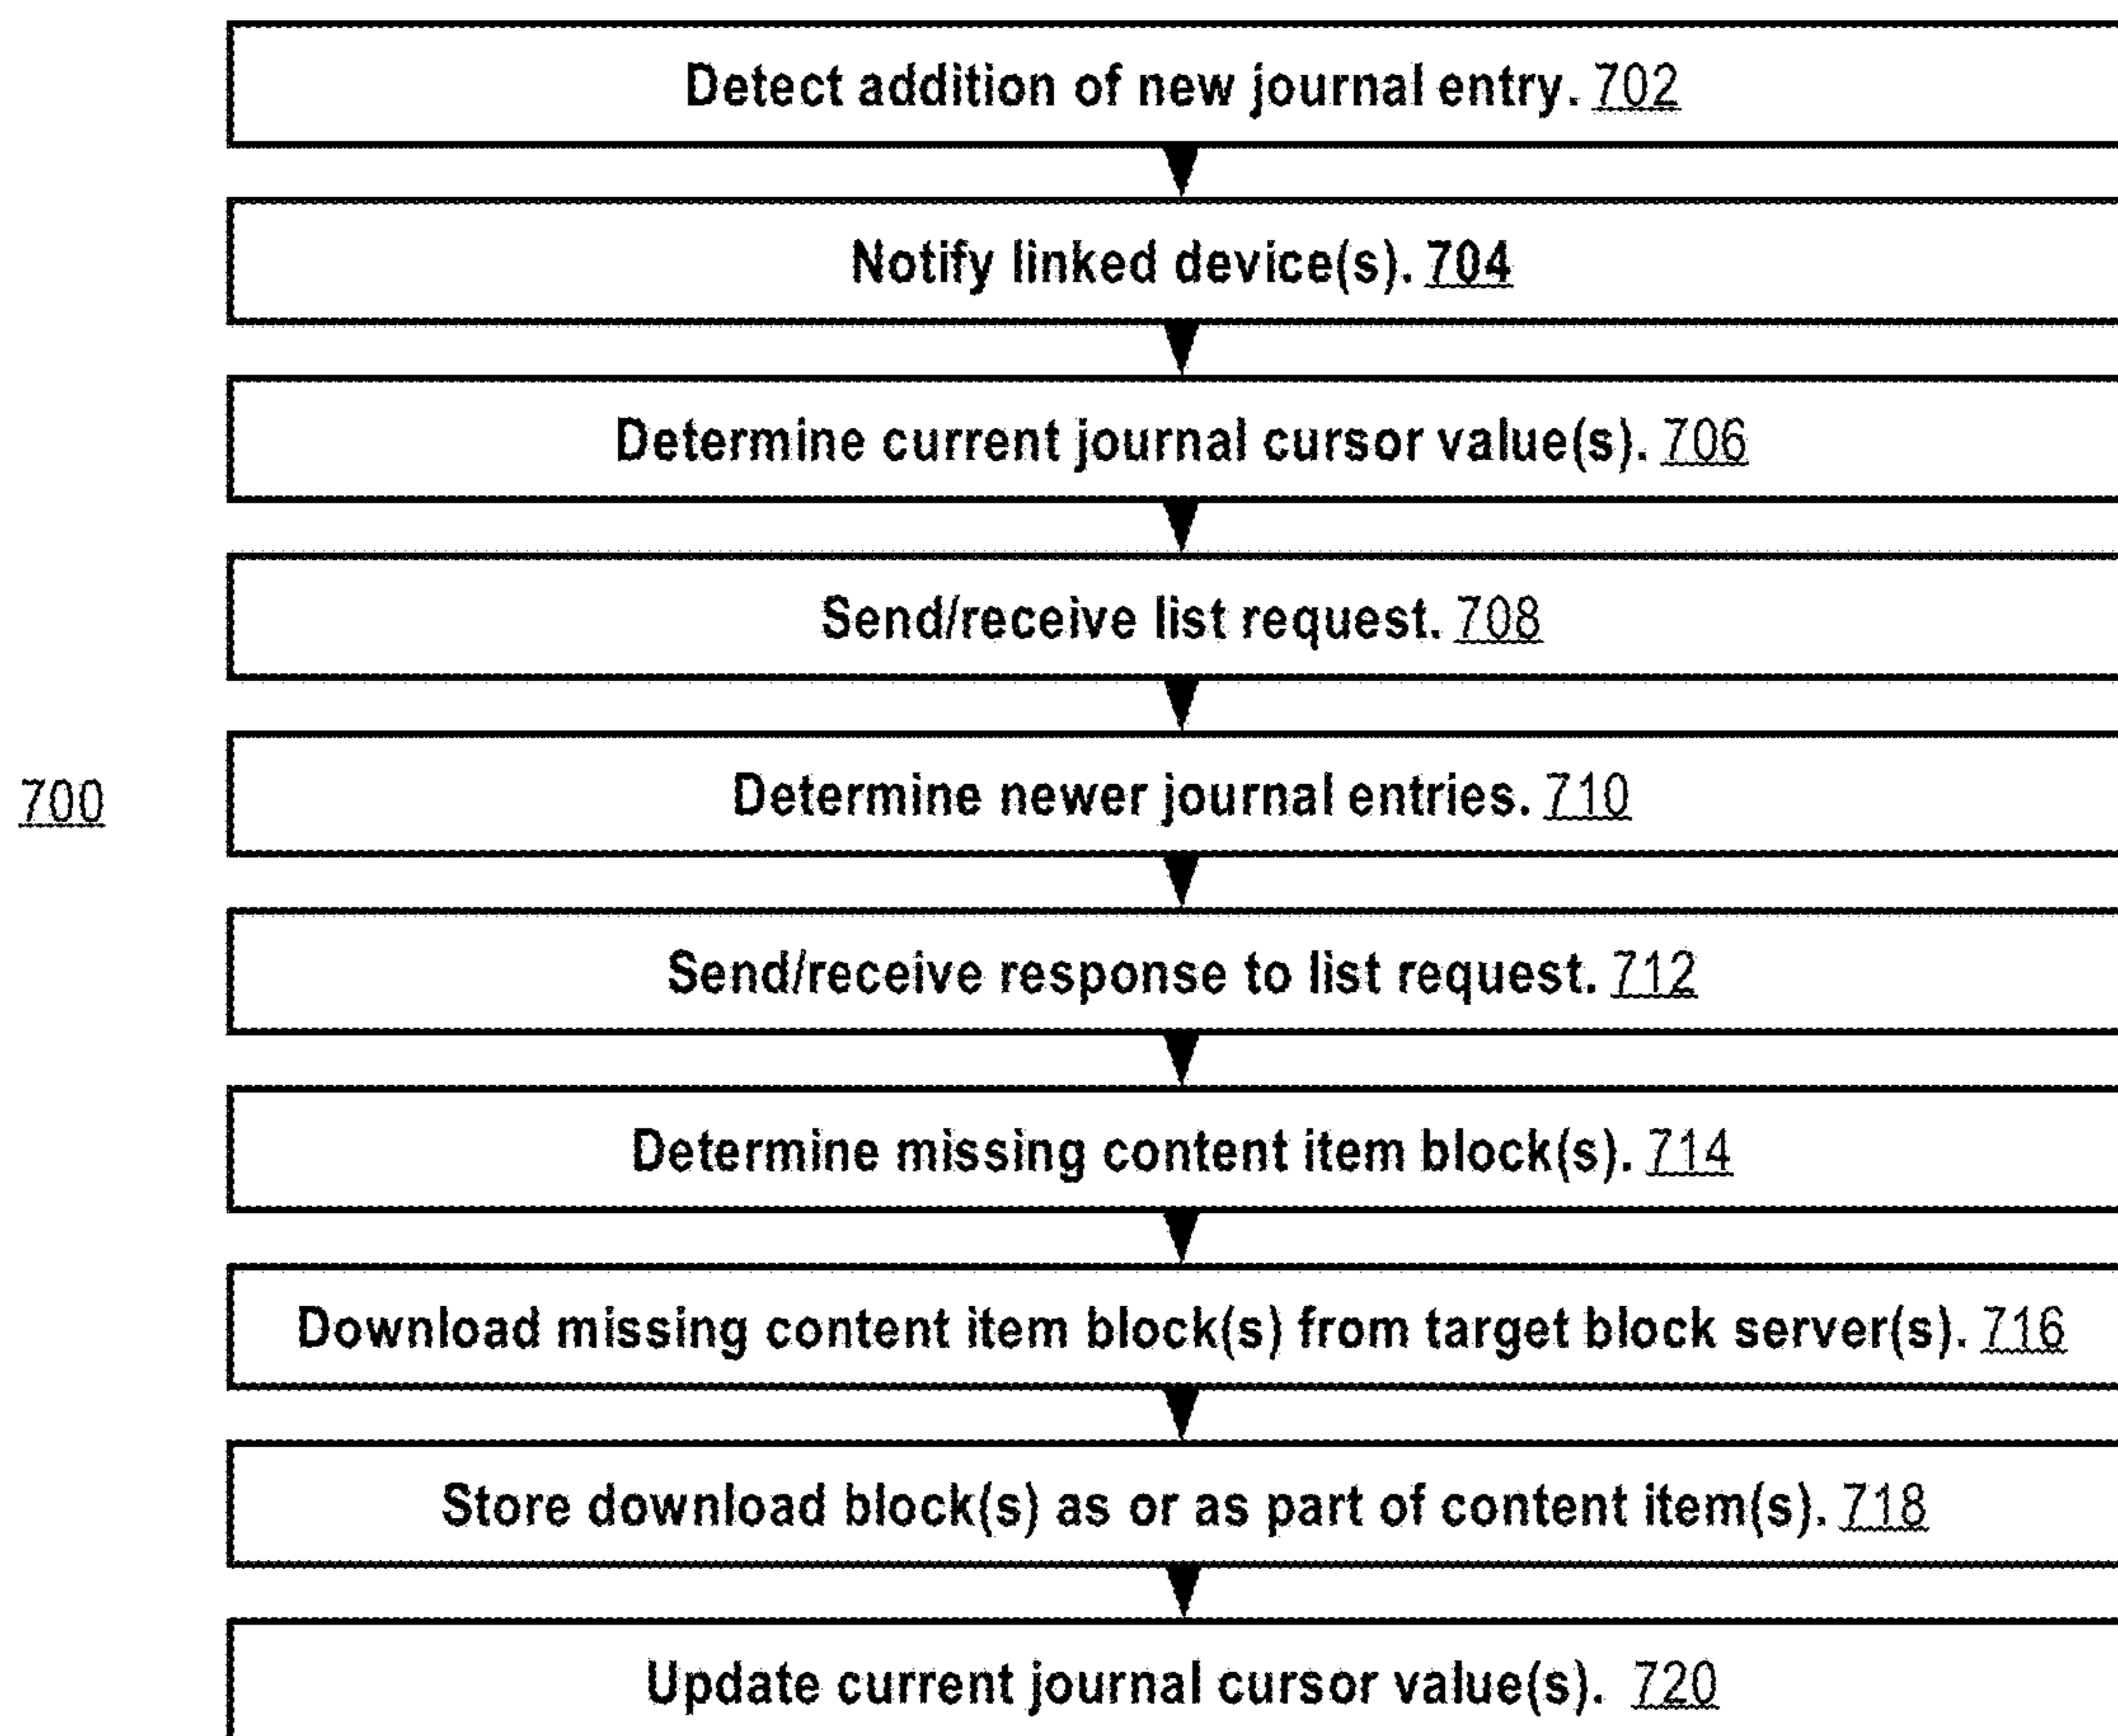 Detect addition of new journal entry. 702
Notify linked device(s). 704
Determine current journal cursor value(s). 706
Send/receive list request. 708
700
Determine newer journal entries. 710
Send/receive response to list request. 712
Determine missing content item block(s). 714
Download missing content item block(s) from target block server(s). 716
Store download block(s) as or as part of content item(s). 718
Update current journal cursor value(s). 720